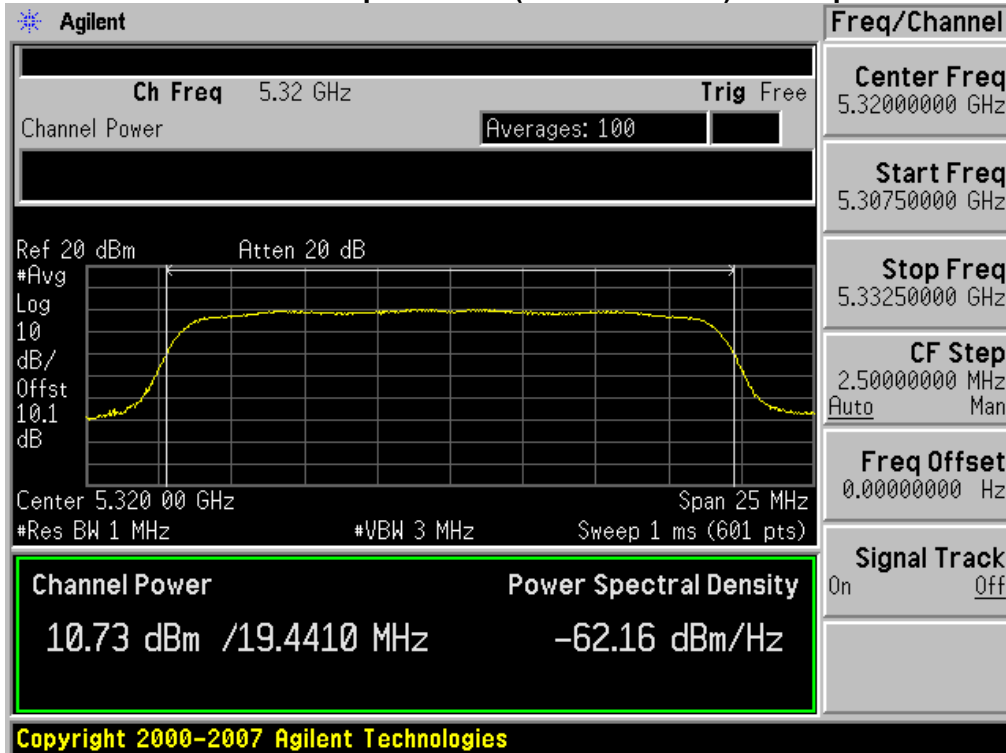 Agilent
Freq/Channel
Ch Freq 5.32 GHz Trig Free
Channel Power Averages: 100
Center Freq
5.32000000 GHz
Start Freq
5.30750000 GHz
Stop Freq
5.33250000 GHz
CF Step
2.50000000 MHz
Auto Man
Freq Offset
0.00000000 Hz
Signal Track
On Off
Ref 20 dBm Atten 20 dB
#Avg
Log
10
dB/
Offst
10.1
dB
Center 5.320 00 GHz Span 25 MHz
#Res BW 1 MHz #VBW 3 MHz Sweep 1 ms (601 pts)
Channel Power Power Spectral Density
10.73 dBm /19.4410 MHz -62.16 dBm/Hz
Copyright 2000-2007 Agilent Technologies